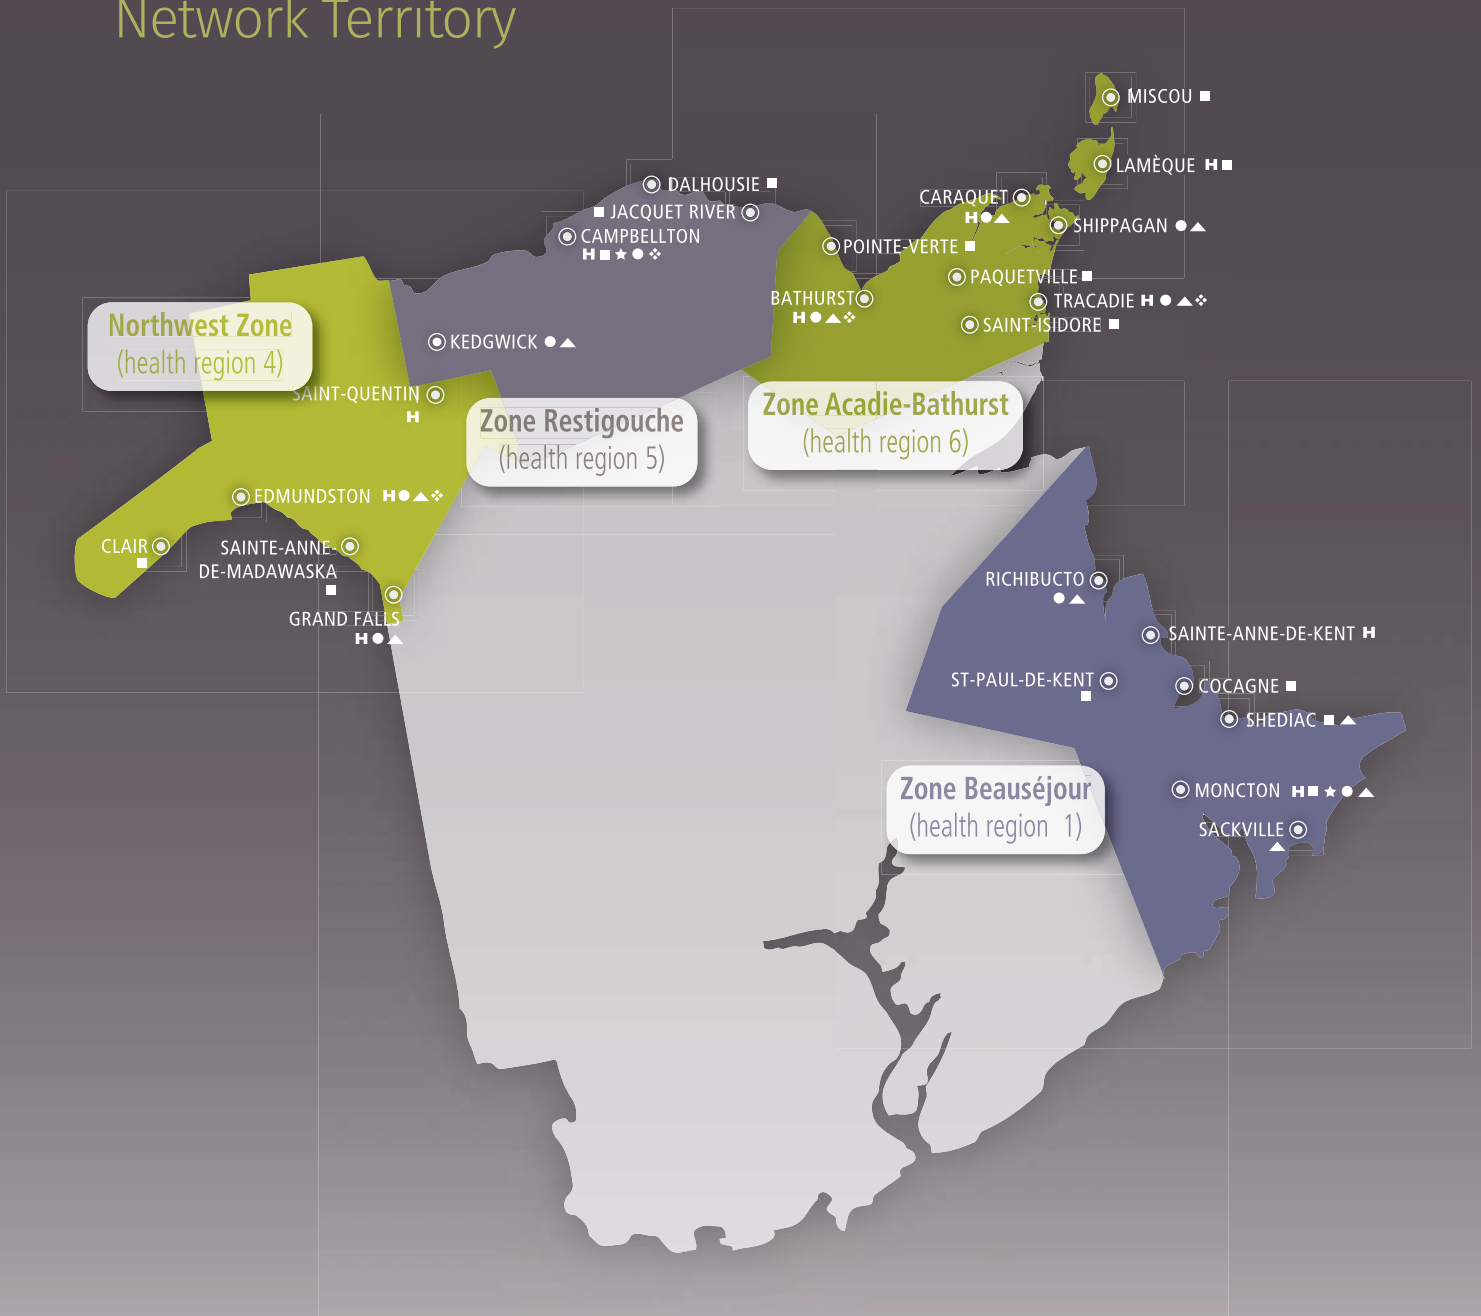 Network Territory
MISCOU
LAMÈQUE H
DALHOUSIE
CARAQUET
H
JACQUET RIVER
SHIPPAGAN
CAMPBELLTON
H
POINTE-VERTE
PAQUETVILLE
BATHURST
H
TRACADIE H
SAINT-ISIDORE
Northwest Zone
(health region 4)
KEDGWICK
SAINT-QUENTIN
H
Zone Restigouche
(health region 5)
Zone Acadie-Bathurst
(health region 6)
EDMUNDSTON H
CLAIR
SAINTE-ANNE-
DE-MADAWASKA
GRAND FALLS
H
RICHIBUCTO
SAINTE-ANNE-DE-KENT H
ST-PAUL-DE-KENT
COCAGNE
SHEDIAC
Zone Beauséjour
(health region 1)
MONCTON H
SACKVILLE